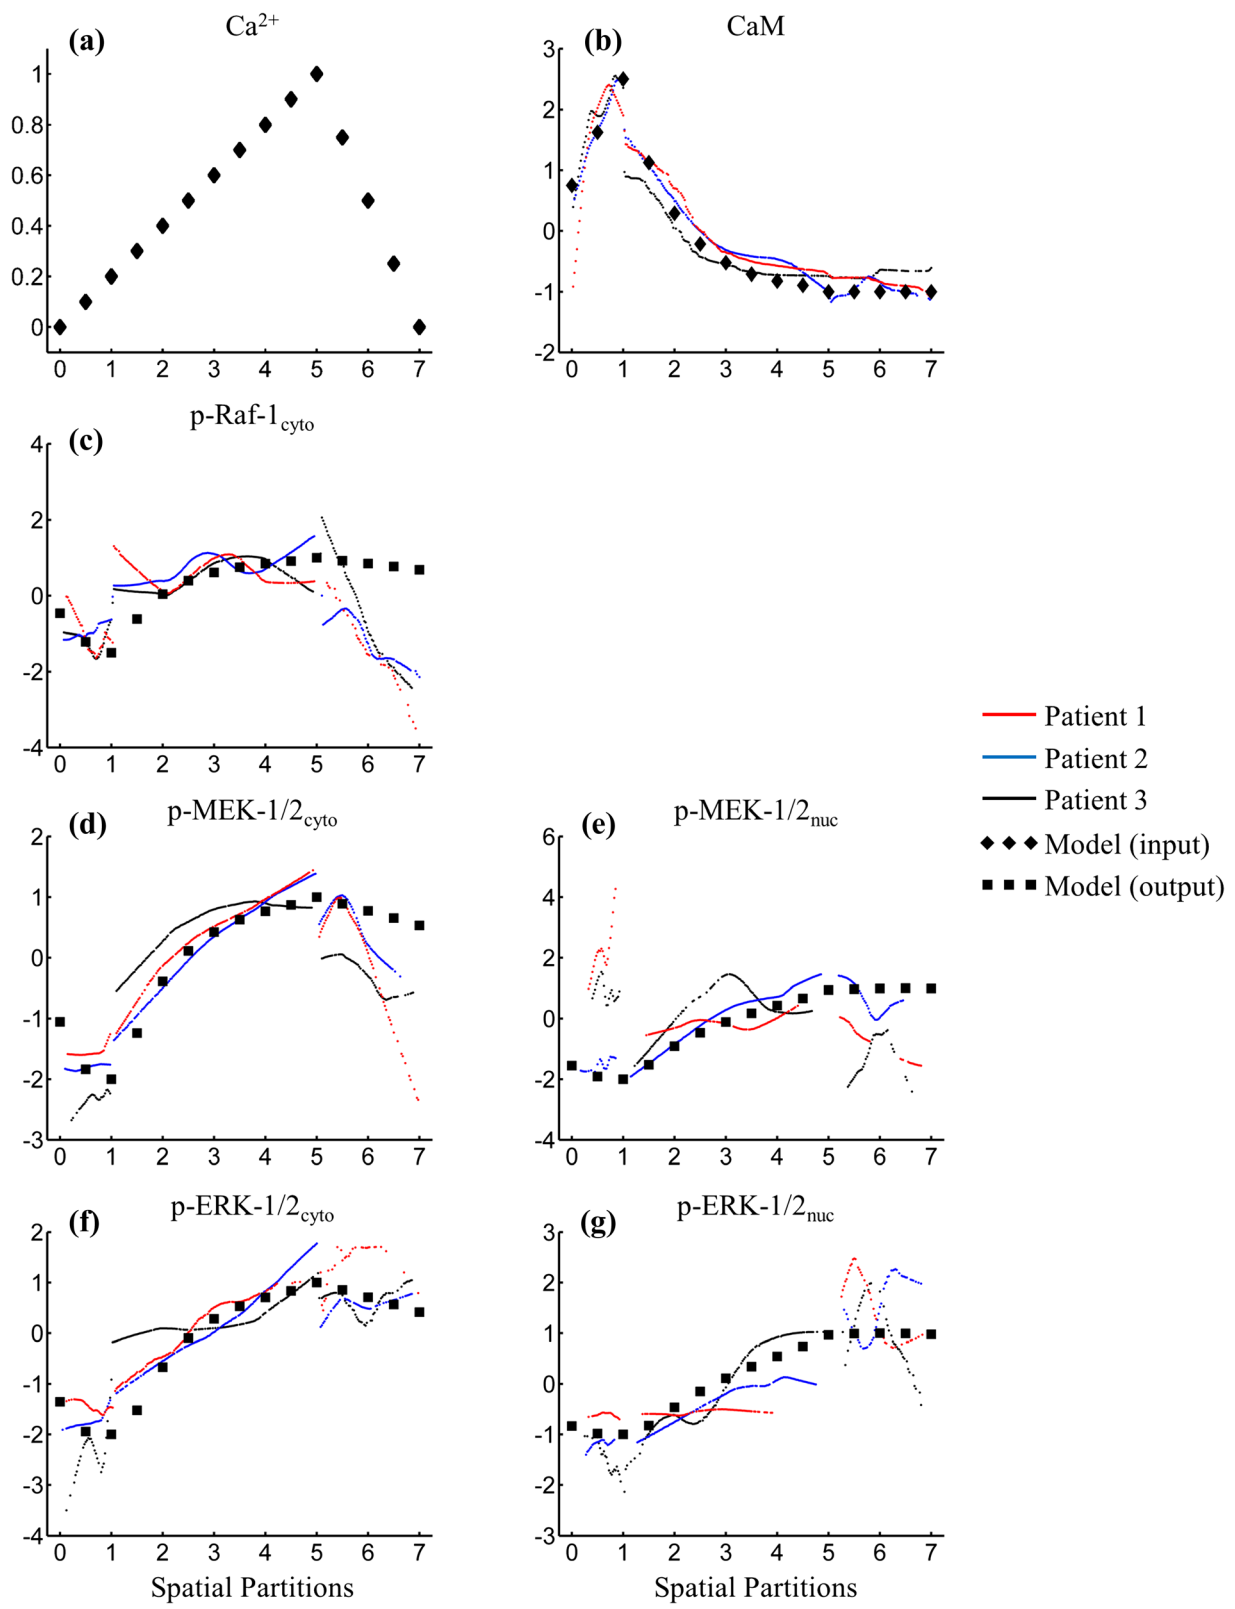 (a) Ca2+
1
0.8
0.6
0.4
0.2
0
0 1 2 3 4 5 6 7
(b) CaM
3
2
1
0
-1
-2
0 1 2 3 4 5 6 7
(c) p-Raf-1cyto
4
2
0
-2
-4
0 1 2 3 4 5 6 7
Patient 1
Patient 2
Patient 3
Model (input)
Model (output)
(d) p-MEK-1/2cyto
2
1
0
-1
-2
-3
0 1 2 3 4 5 6 7
(e) p-MEK-1/2nuc
6
4
2
0
-2
-4
0 1 2 3 4 5 6 7
(f) p-ERK-1/2cyto
2
1
0
-1
-2
-3
-4
0 1 2 3 4 5 6 7
Spatial Partitions
(g) p-ERK-1/2nuc
3
2
1
0
-1
-2
-3
0 1 2 3 4 5 6 7
Spatial Partitions